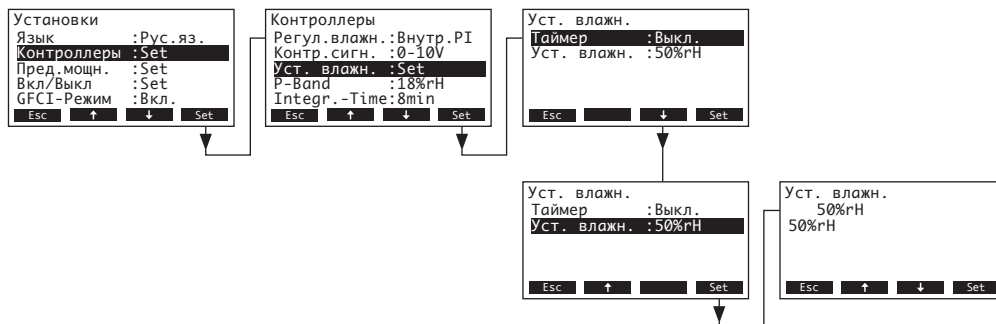 Установки
Язык :Рус.яз.
Контроллеры :Set
Пред.мощн. :Set
Вкл/Выкл :Set
GFCI-Режим :Вкл.
Esc ↑ ↓ Set
Контроллеры
Регул.влажн.:Внутр.PI
Контр.сигн. :0-10V
Уст. влажн. :Set
P-Band :18%rH
Integr.-Time:8min
Esc ↑ ↓ Set
Уст. влажн.
Таймер :Выкл.
Уст. влажн. :50%rH
Esc ↓ Set
Уст. влажн.
Таймер :Выкл.
Уст. влажн. :50%rH
Esc ↑ Set
Уст. влажн.
50%rH
50%rH
Esc ↑ ↓ Set